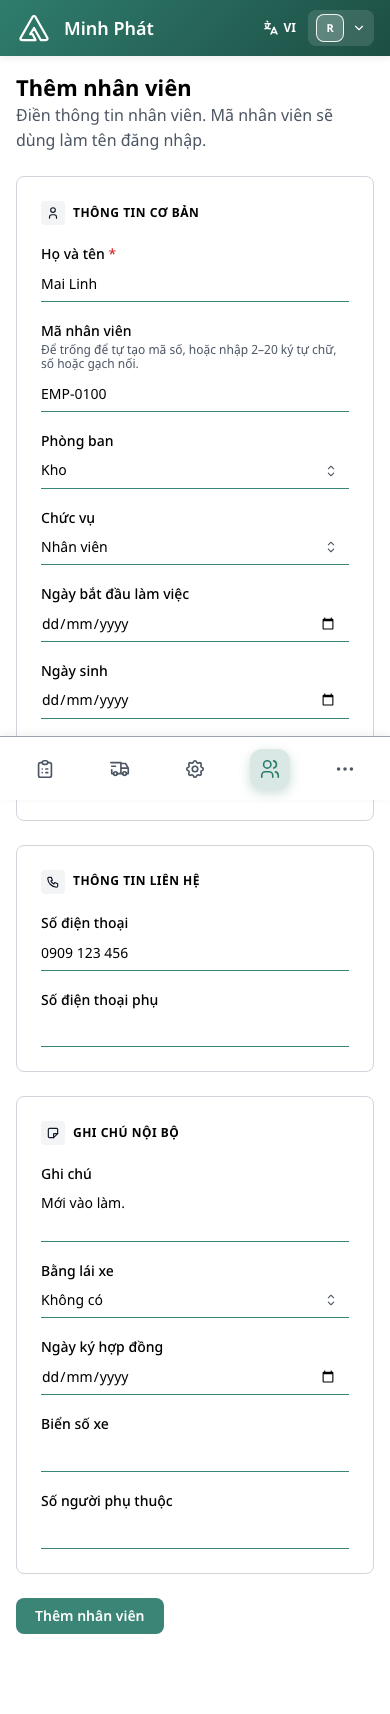 Minh Phát
VI
R
Thêm nhân viên
Điền thông tin nhân viên. Mã nhân viên sẽ
dùng làm tên đăng nhập.
THÔNG TIN CƠ BẢN
Họ và tên *
Mai Linh
Mã nhân viên
Để trống để tự tạo mã số, hoặc nhập 2–20 ký tự chữ,
số hoặc gạch nối.
EMP-0100
Phòng ban
Kho
Chức vụ
Nhân viên
Ngày bắt đầu làm việc
dd/mm/yyyy
Ngày sinh
dd/mm/yyyy
THÔNG TIN LIÊN HỆ
Số điện thoại
0909 123 456
Số điện thoại phụ
GHI CHÚ NỘI BỘ
Ghi chú
Mới vào làm.
Bằng lái xe
Không có
Ngày ký hợp đồng
dd/mm/yyyy
Biển số xe
Số người phụ thuộc
Thêm nhân viên